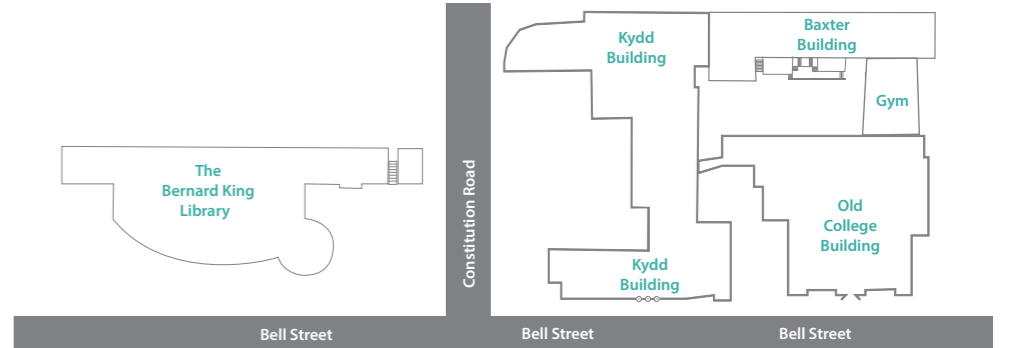 Kydd
Building
Baxter
Building
Gym
The
Bernard King
Library
Constitution Road
Old
College
Building
Kydd
Building
Bell Street
Bell Street
Bell Street